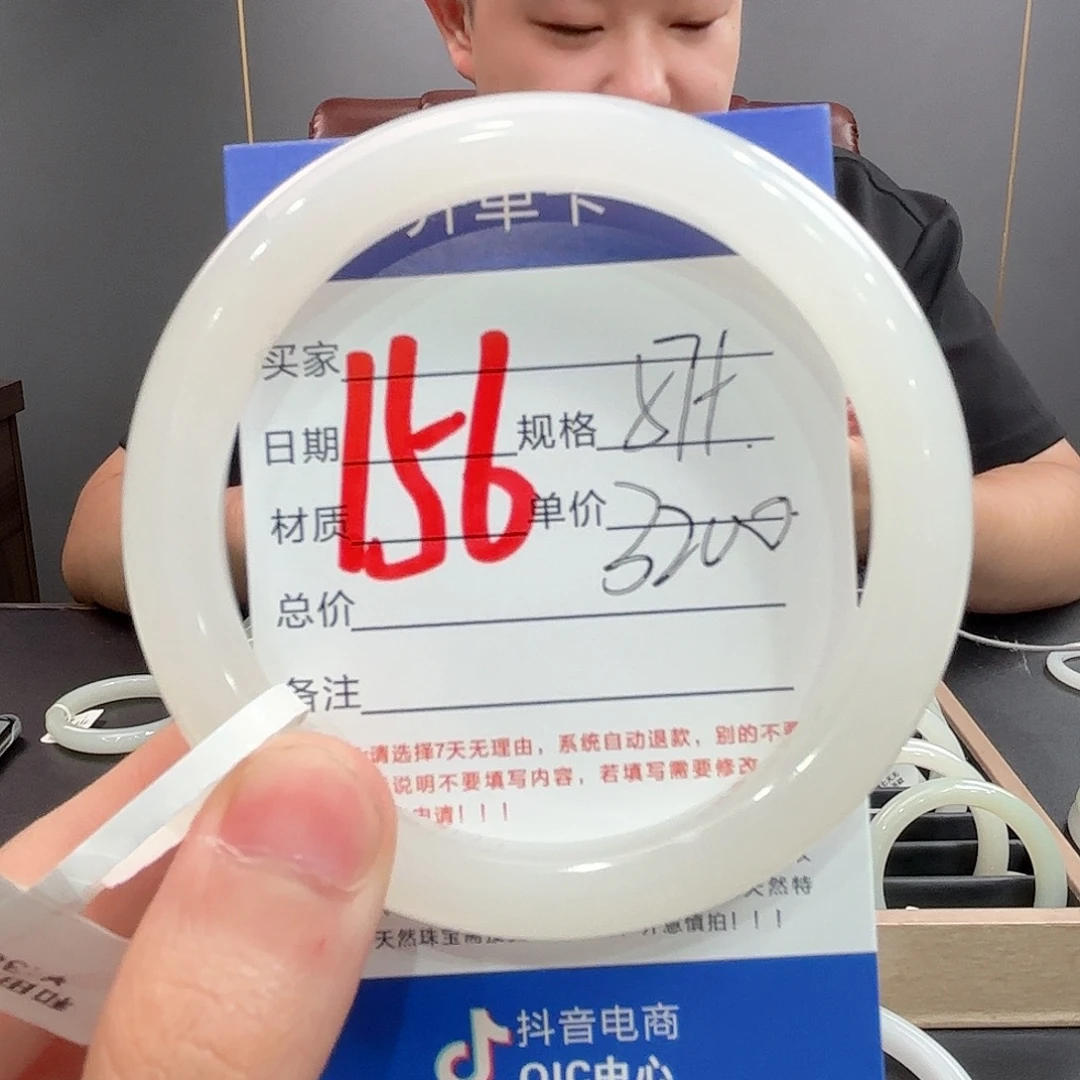 开单卡
买家
156
日期 规格
材质 单价 3200
总价
备注
请选择7天无理由，系统自动退款，别的不要
说明不要填写内容，若填写需要修改
申请！！！
天然特
天然珠宝需 慎拍！！！
抖音电商
QIC中心
和田